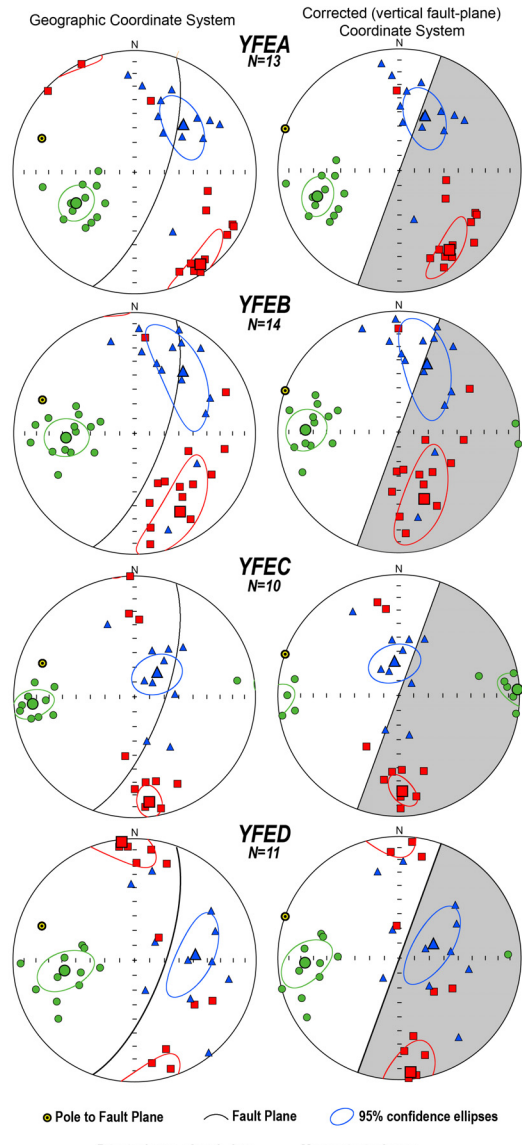 Geographic Coordinate System
Corrected (vertical fault-plane)
Coordinate System
N
YFEA
N=13
N
N
YFEB
N=14
N
N
YFEC
N=10
N
N
YFED
N=11
N
Pole to Fault Plane
Fault Plane
95% confidence ellipses